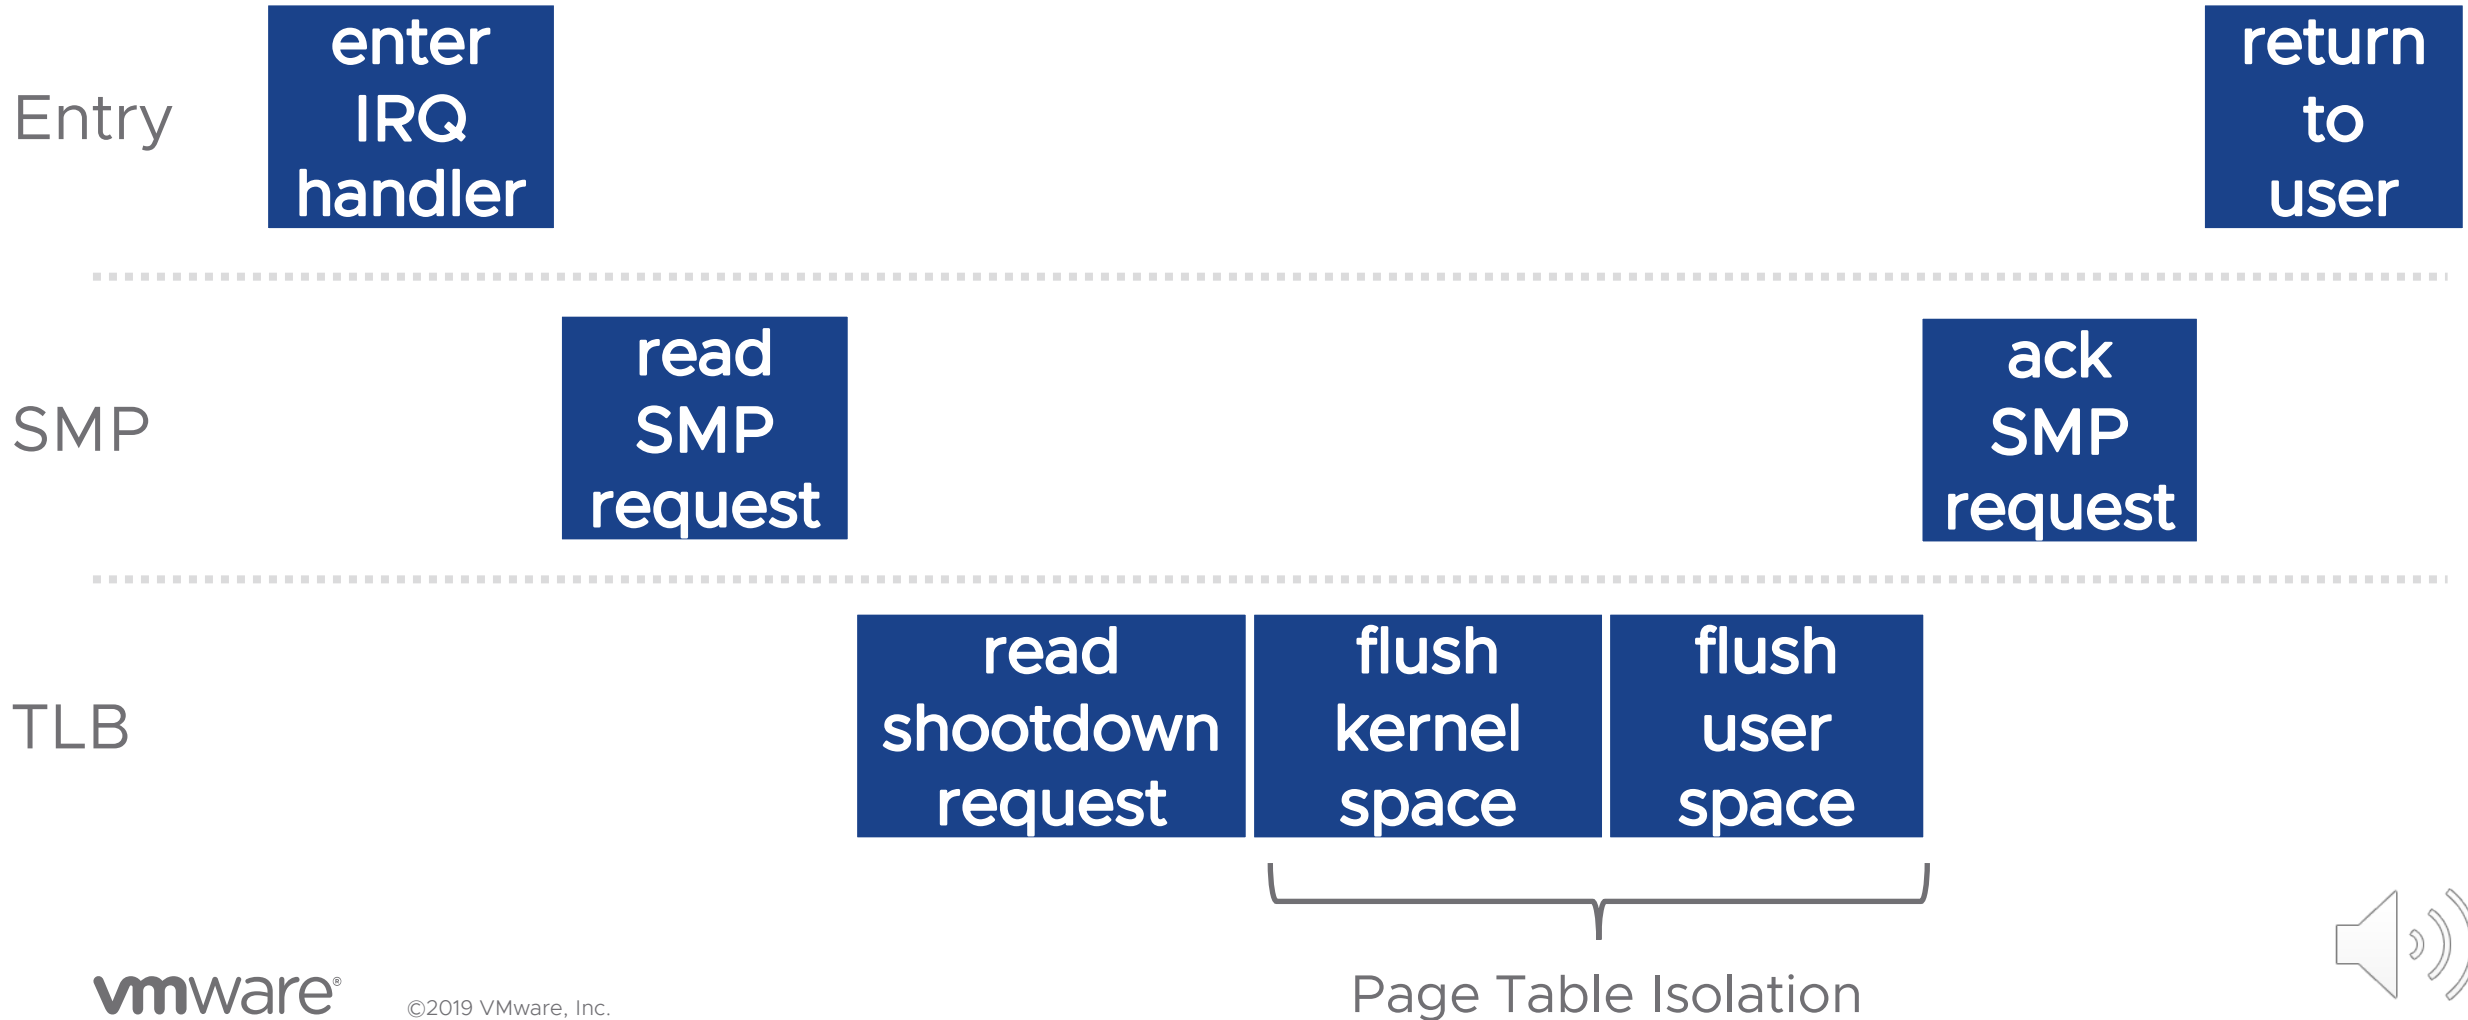 Entry
enter
IRQ
handler
return
to
user
SMP
read
SMP
request
ack
SMP
request
TLB
read
shootdown
request
flush
kernel
space
flush
user
space
Page Table Isolation
vmware®
©2019 VMware, Inc.